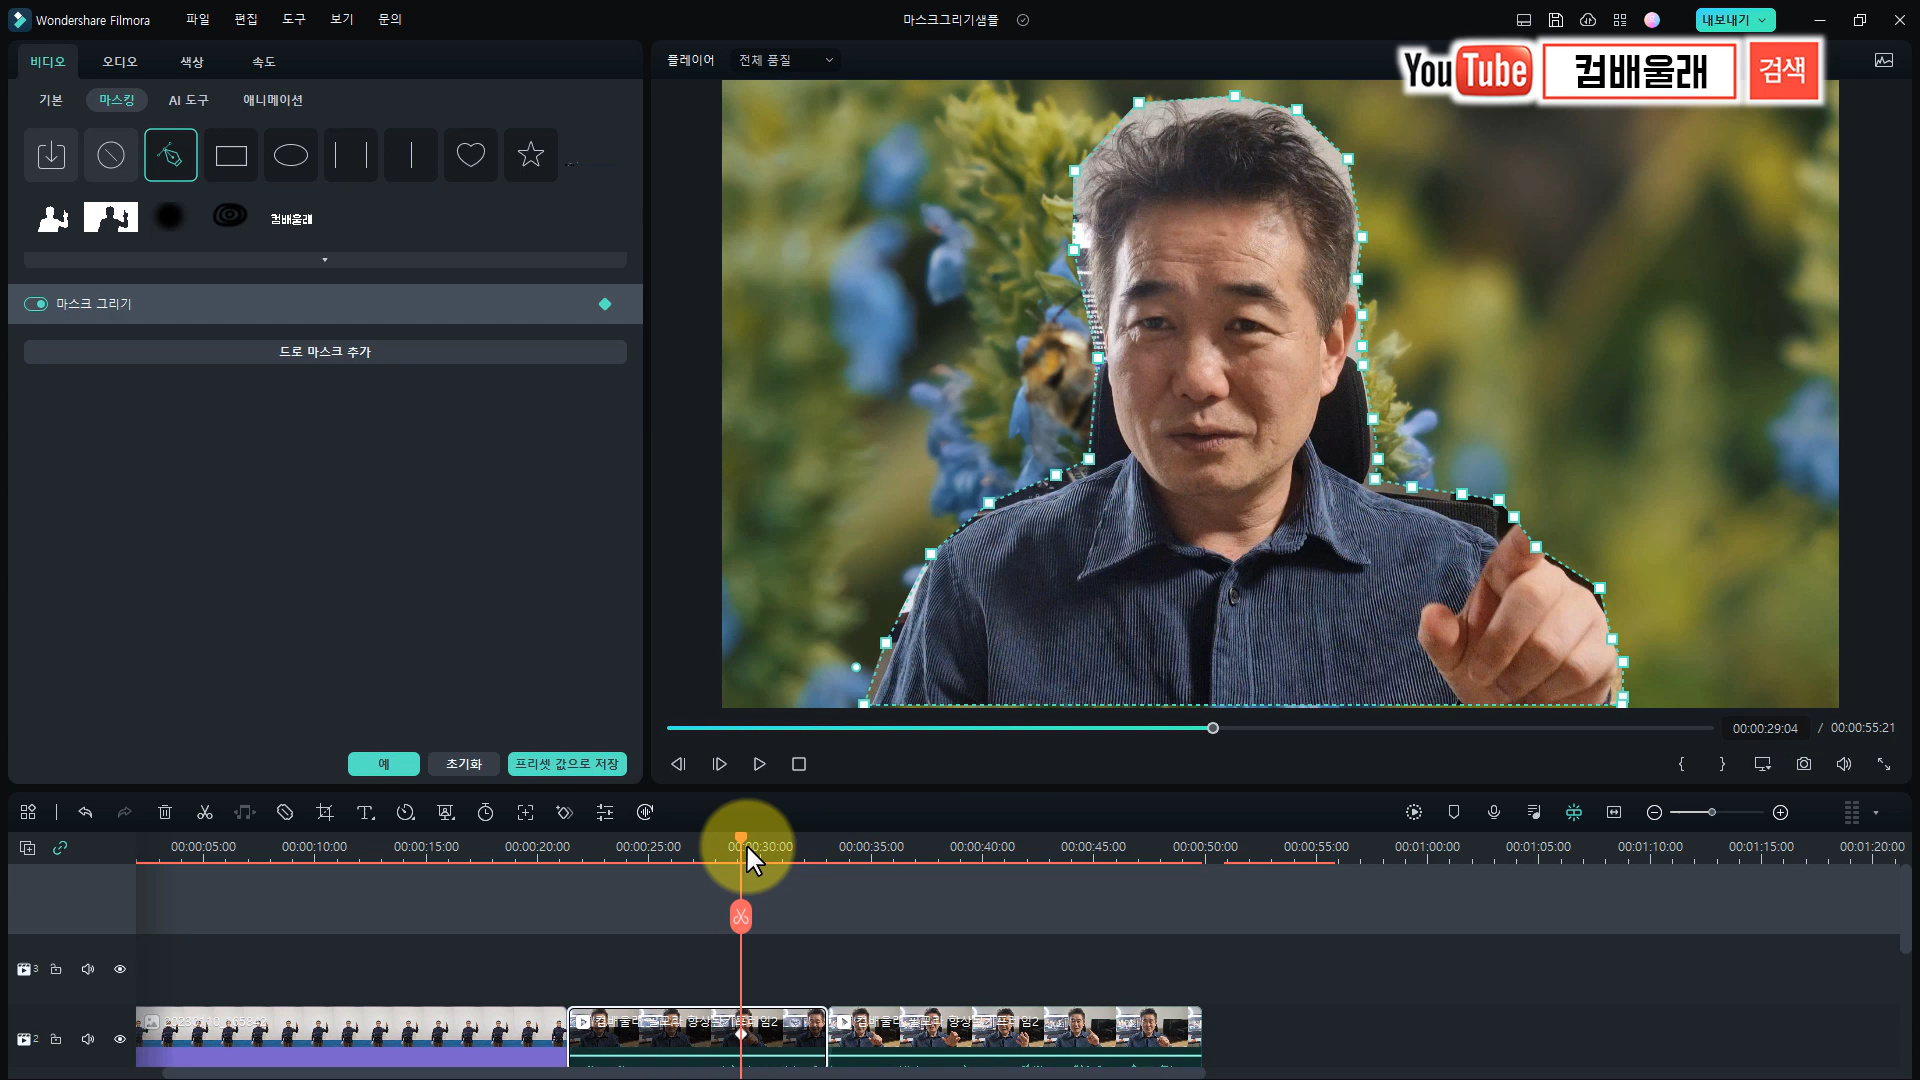 Wondershare Filmora 파일 편집 도구 보기 문의 마스크그리기샘플 내보내기
YouTube 컴배울래 검색
비디오 오디오 색상 속도
플레이어 전체 품질
기본 마스킹 AI 도구 애니메이션
컴배울래
마스크 그리기
드로 마스크 추가
00:00:29:04 / 00:00:55:21
예 초기화 프리셋 값으로 저장
00:00:05:00 00:00:10:00 00:00:15:00 00:00:20:00 00:00:25:00 00:00:30:00 00:00:35:00 00:00:40:00 00:00:45:00 00:00:50:00 00:00:55:00 00:01:00:00 00:01:05:00 00:01:10:00 00:01:15:00 00:01:20:00
3
2